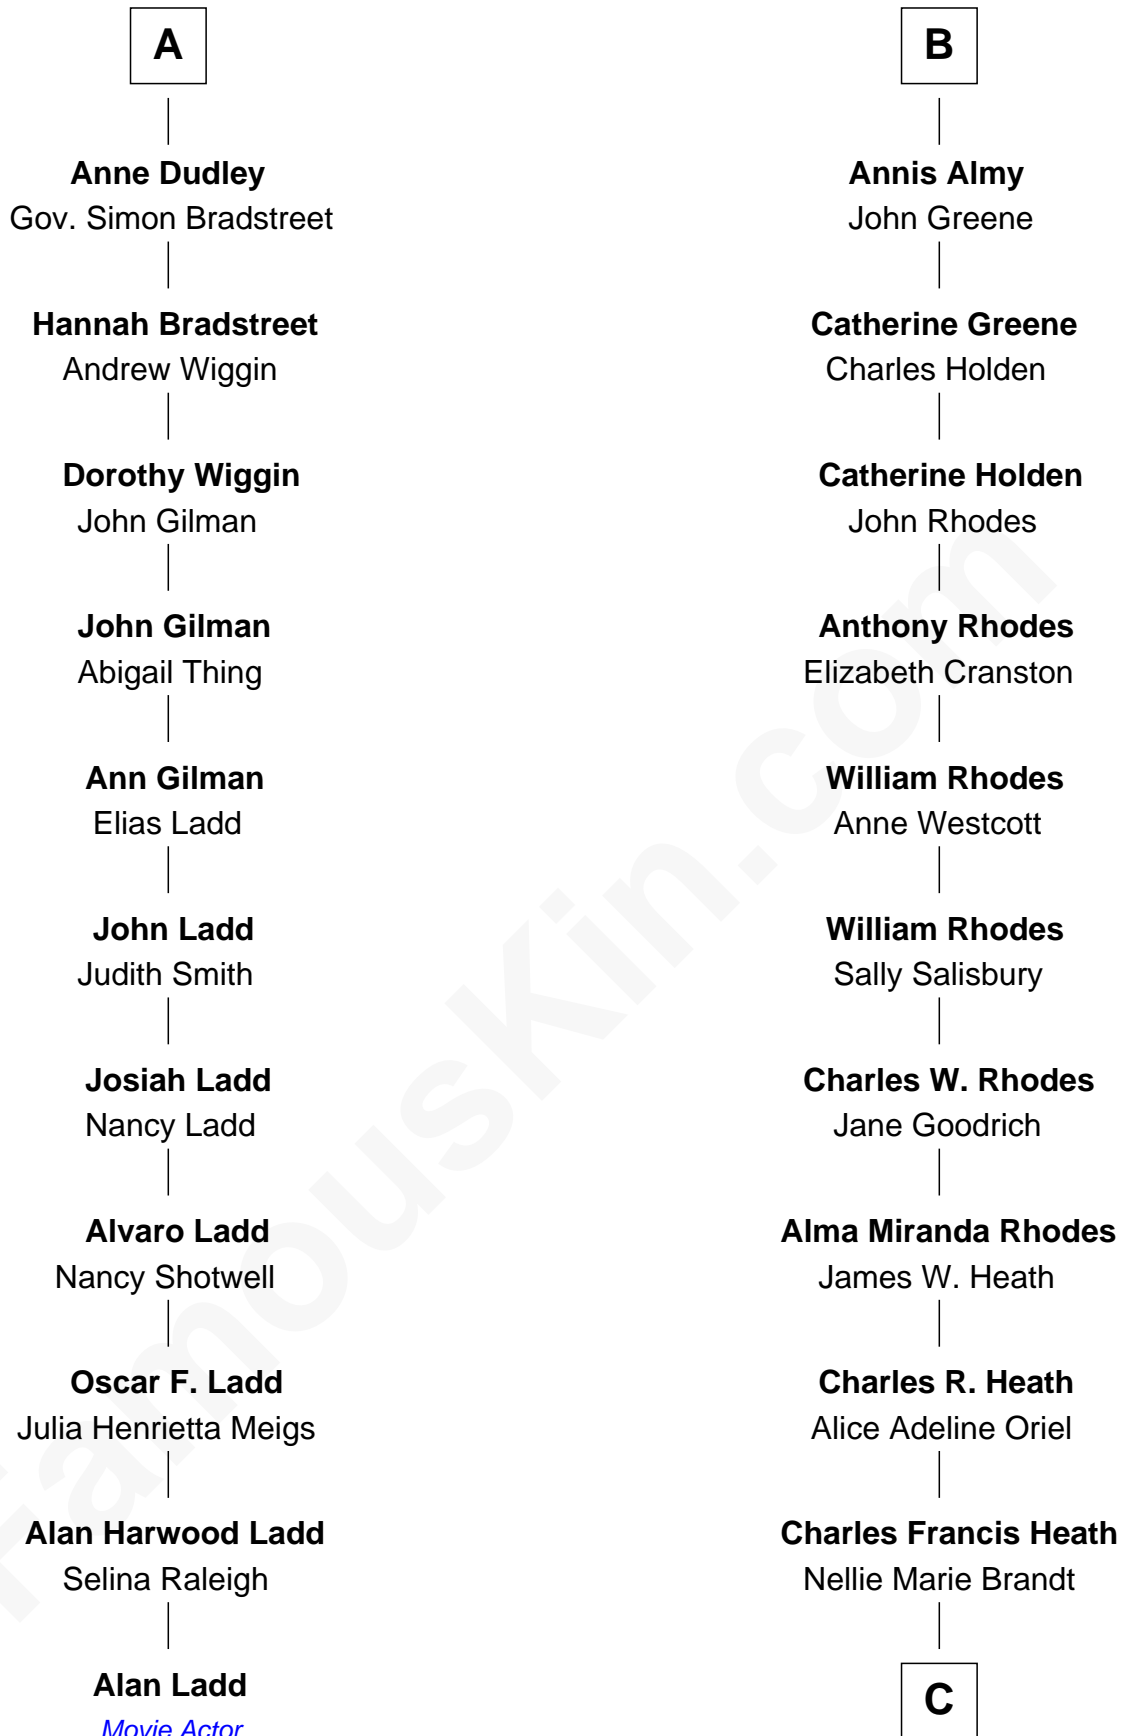 A
Anne Dudley
Gov. Simon Bradstreet
Hannah Bradstreet
Andrew Wiggin
Dorothy Wiggin
John Gilman
John Gilman
Abigail Thing
Ann Gilman
Elias Ladd
John Ladd
Judith Smith
Josiah Ladd
Nancy Ladd
Alvaro Ladd
Nancy Shotwell
Oscar F. Ladd
Julia Henrietta Meigs
Alan Harwood Ladd
Selina Raleigh
Alan Ladd
Movie Actor
B
Annis Almy
John Greene
Catherine Greene
Charles Holden
Catherine Holden
John Rhodes
Anthony Rhodes
Elizabeth Cranston
William Rhodes
Anne Westcott
William Rhodes
Sally Salisbury
Charles W. Rhodes
Jane Goodrich
Alma Miranda Rhodes
James W. Heath
Charles R. Heath
Alice Adeline Oriel
Charles Francis Heath
Nellie Marie Brandt
C
FamousKin.com